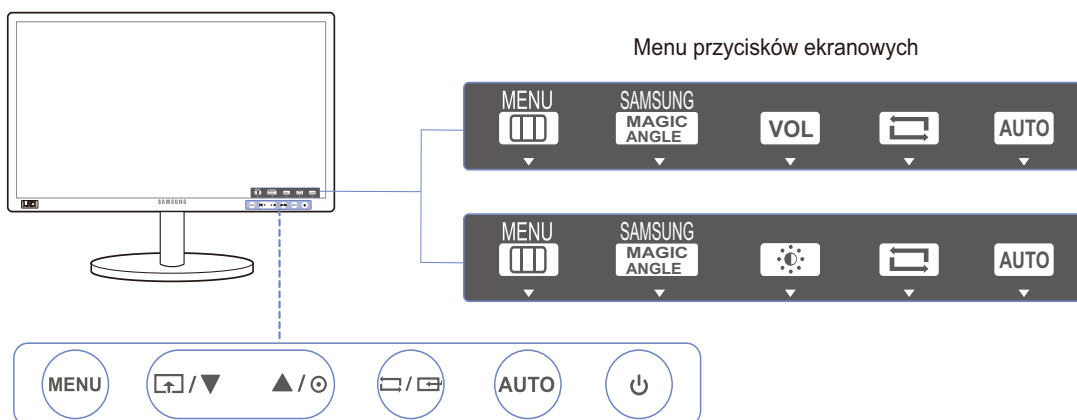 Menu przycisków ekranowych
MENU
SAMSUNG
MAGIC
ANGLE
VOL
AUTO
SAMSUNG
MENU
SAMSUNG
MAGIC
ANGLE
AUTO
MENU
AUTO